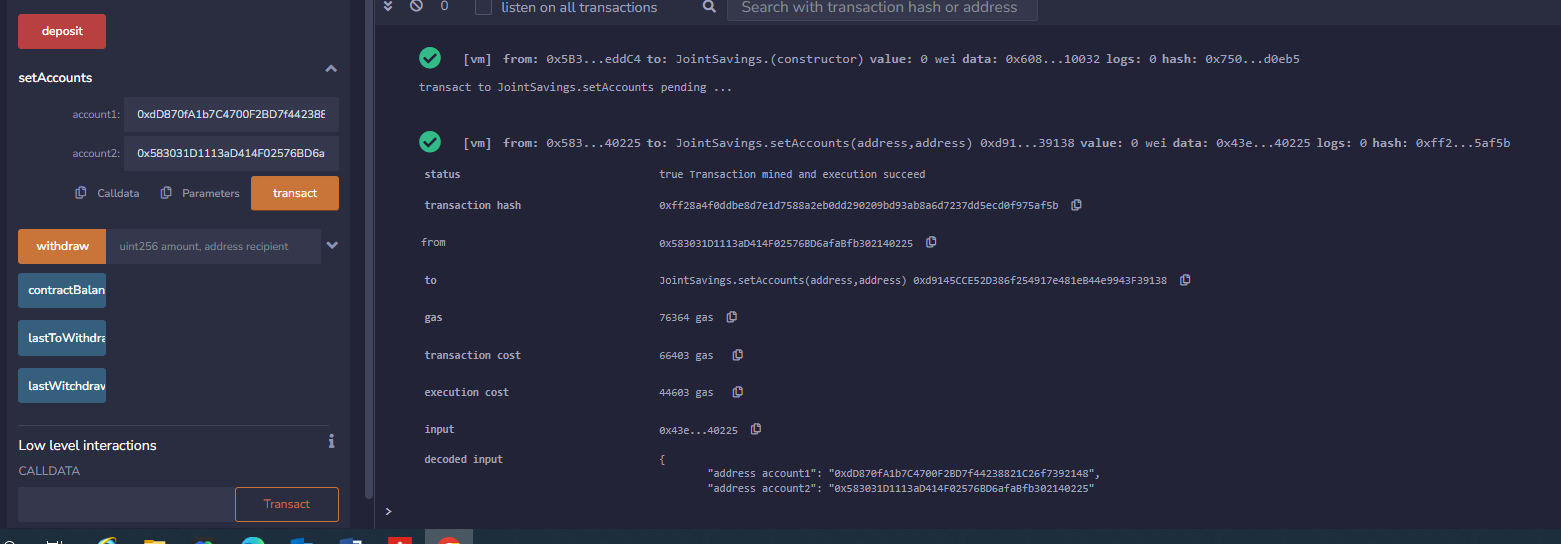 deposit
setAccounts
account1: 0xdD870fA1b7C4700F2BD7f442388
account2: 0x583031D1113aD414F02576BD6a
Calldata Parameters transact
withdraw uint256 amount, address recipient
contractBalan
lastToWithdra
lastWitchdraw
Low level interactions
CALLDATA
Transact
0 listen on all transactions Search with transaction hash or address
[vm] from: 0x5B3...eddC4 to: JointSavings.(constructor) value: 0 wei data: 0x608...10032 logs: 0 hash: 0x750...d0eb5
transact to JointSavings.setAccounts pending ...
[vm] from: 0x583...40225 to: JointSavings.setAccounts(address,address) 0xd91...39138 value: 0 wei data: 0x43e...40225 logs: 0 hash: 0xff2...5af5b
status true Transaction mined and execution succeed
transaction hash 0xff28a4f0ddbe8d7e1d7588a2eb0dd290209bd93ab8a6d7237dd5ecd0f975af5b
from 0x583031D1113aD414F02576BD6afaBfb302140225
to JointSavings.setAccounts(address,address) 0xd9145CCE52D386f254917e481eB44e9943F39138
gas 76364 gas
transaction cost 66403 gas
execution cost 44603 gas
input 0x43e...40225
decoded input {
"address account1": "0xdD870fA1b7C4700F2BD7f44238821C26f7392148",
"address account2": "0x583031D1113aD414F02576BD6afaBfb302140225"
>